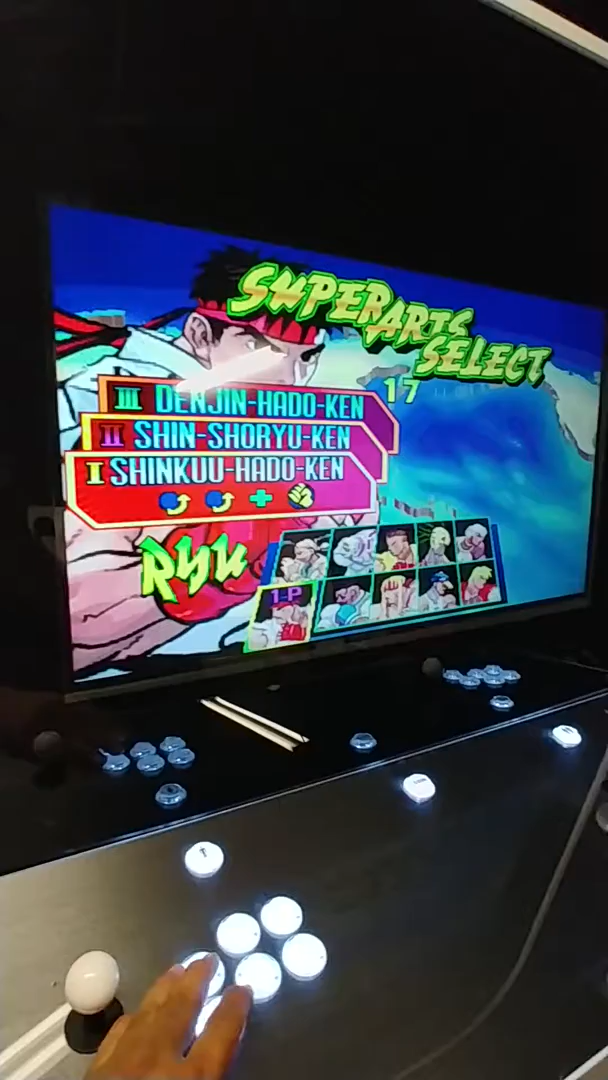 SUPER ARTS
SELECT
17
III DENJIN-HADO-KEN
II SHIN-SHORYU-KEN
I SHINKUU-HADO-KEN
Ryu
1-P